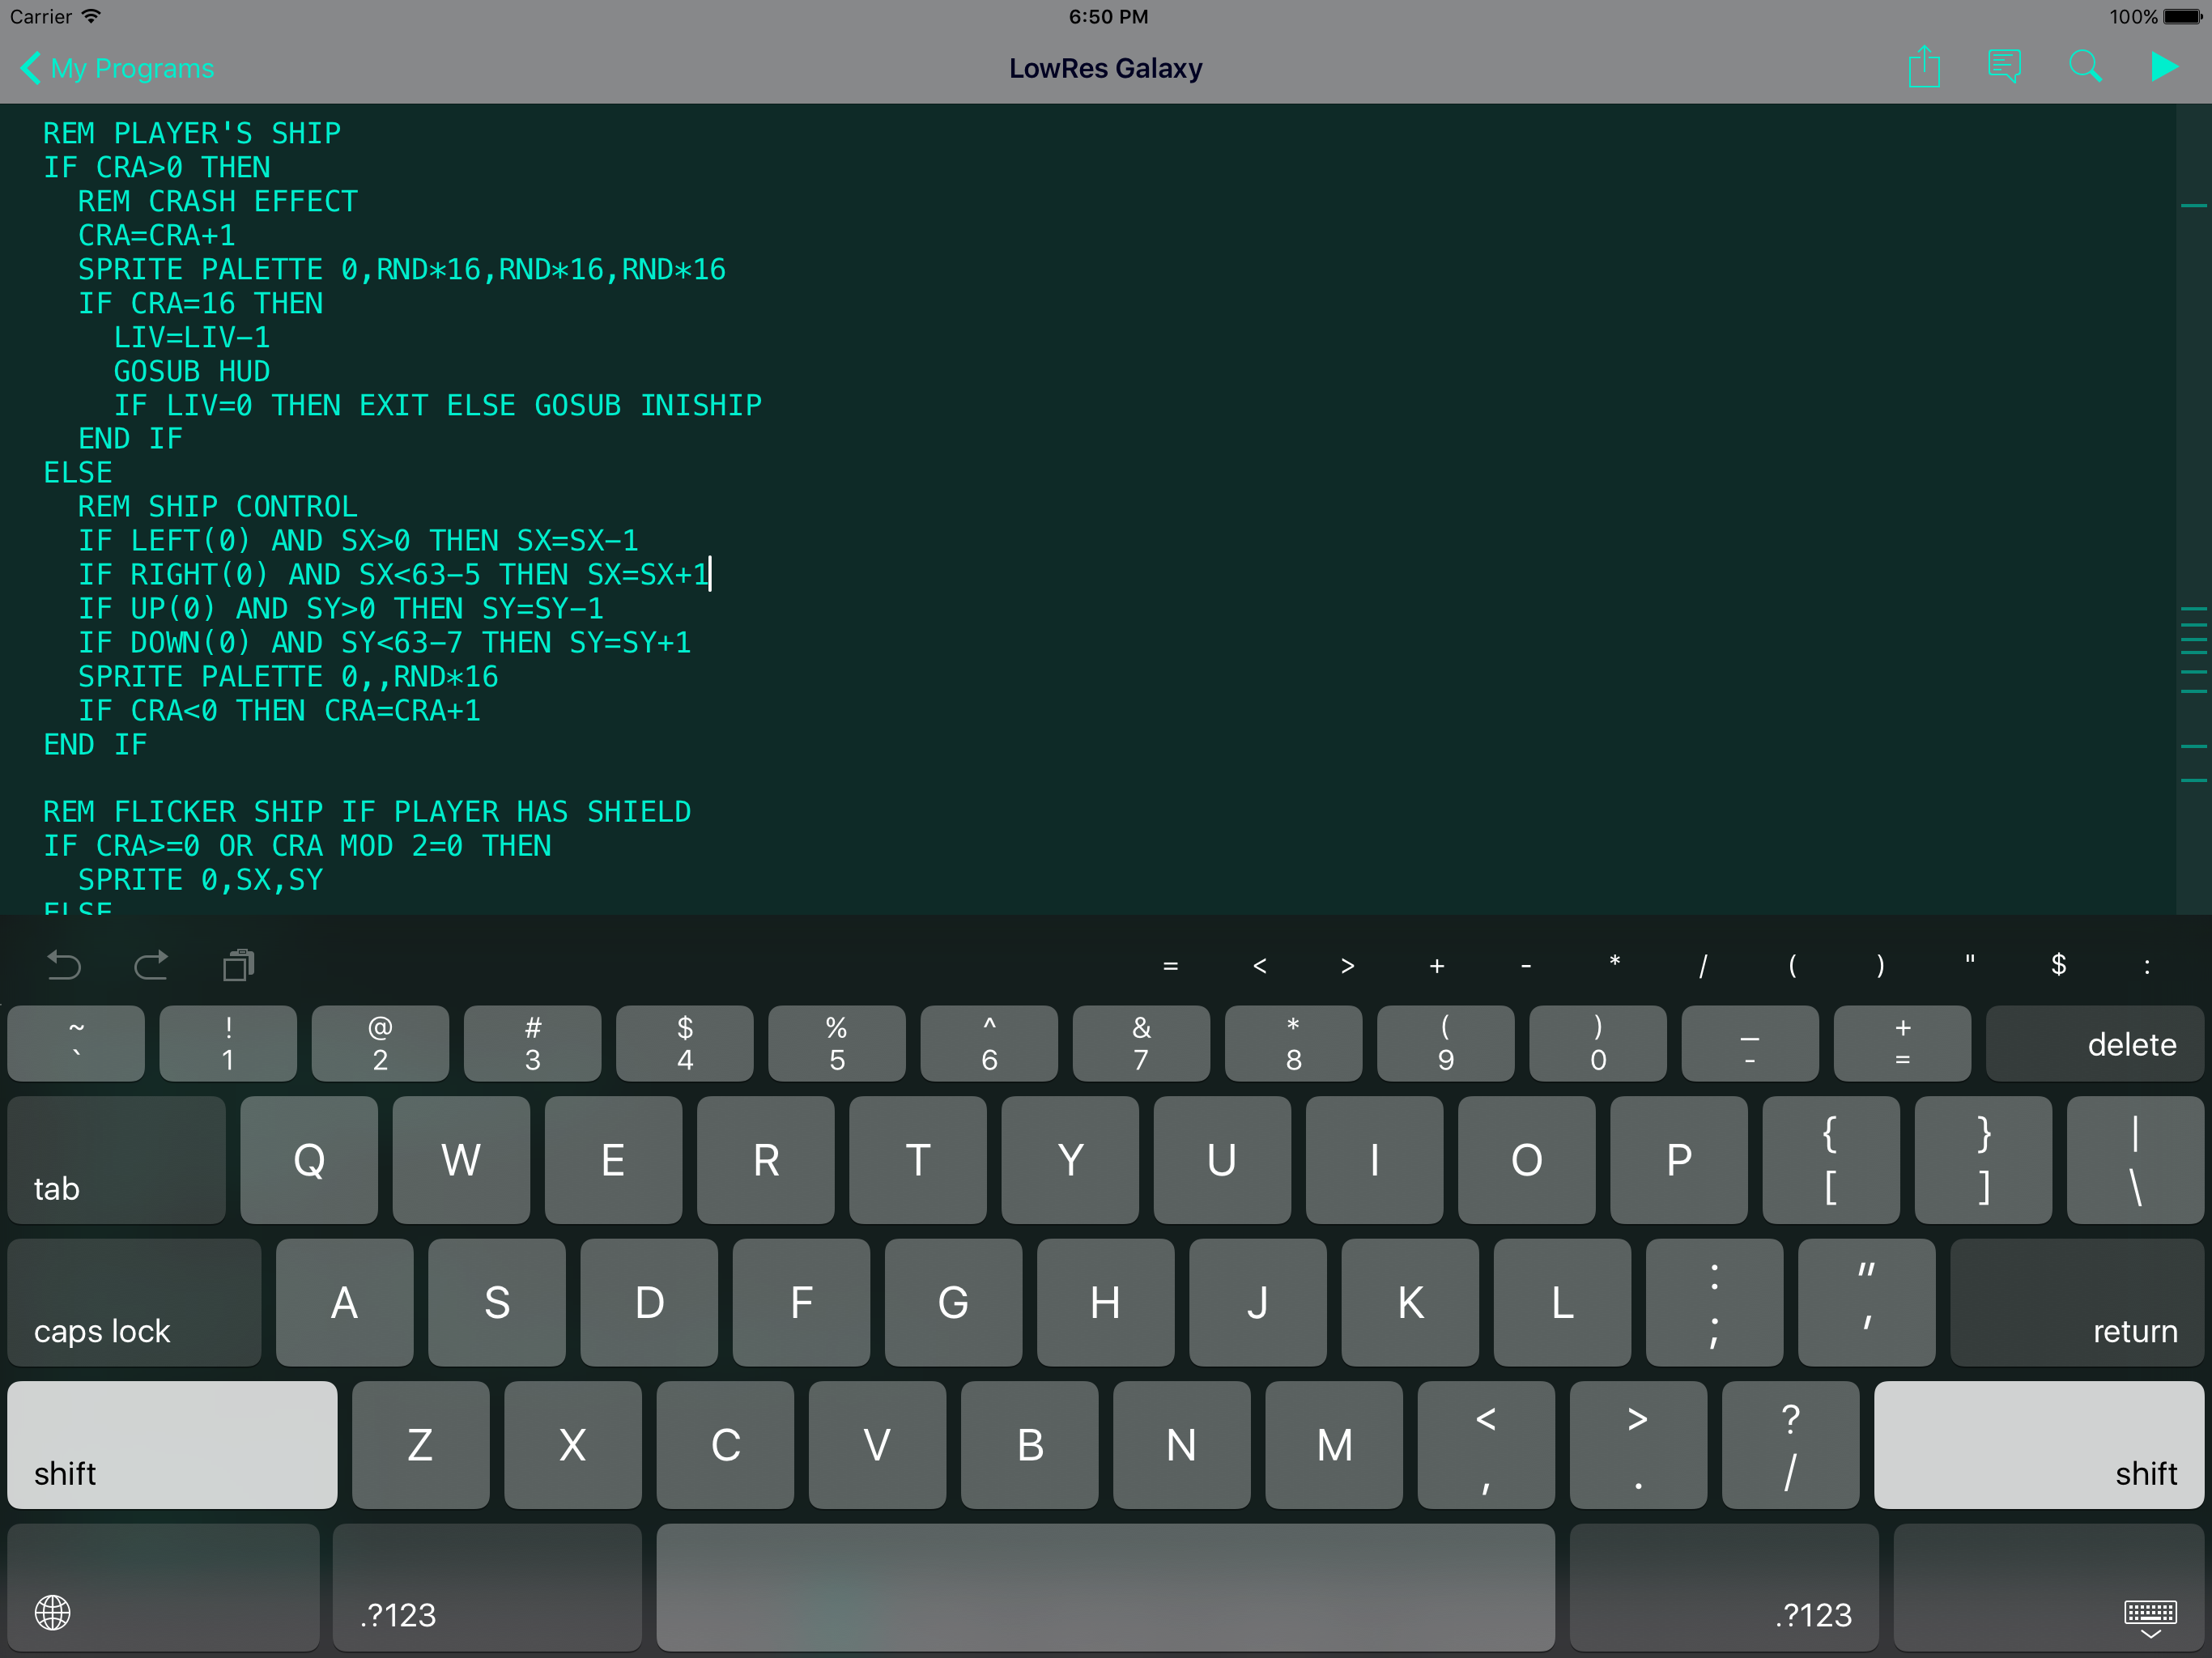 Carrier 6:50 PM 100%
My Programs LowRes Galaxy
REM PLAYER'S SHIP
IF CRA>0 THEN
  REM CRASH EFFECT
  CRA=CRA+1
  SPRITE PALETTE 0,RND*16,RND*16,RND*16
  IF CRA=16 THEN
    LIV=LIV-1
    GOSUB HUD
    IF LIV=0 THEN EXIT ELSE GOSUB INISHIP
  END IF
ELSE
  REM SHIP CONTROL
  IF LEFT(0) AND SX>0 THEN SX=SX-1
  IF RIGHT(0) AND SX<63-5 THEN SX=SX+1
  IF UP(0) AND SY>0 THEN SY=SY-1
  IF DOWN(0) AND SY<63-7 THEN SY=SY+1
  SPRITE PALETTE 0,,RND*16
  IF CRA<0 THEN CRA=CRA+1
END IF
REM FLICKER SHIP IF PLAYER HAS SHIELD
IF CRA>=0 OR CRA MOD 2=0 THEN
  SPRITE 0,SX,SY
ELSE
= < > + - * / ( ) " $ :
~ ! @ # $ % ^ & * ( ) _ +
` 1 2 3 4 5 6 7 8 9 0 - = delete
tab Q W E R T Y U I O P { [ } ] | \
caps lock A S D F G H J K L : ; " ' return
shift Z X C V B N M < , > . ? / shift
.?123 .?123